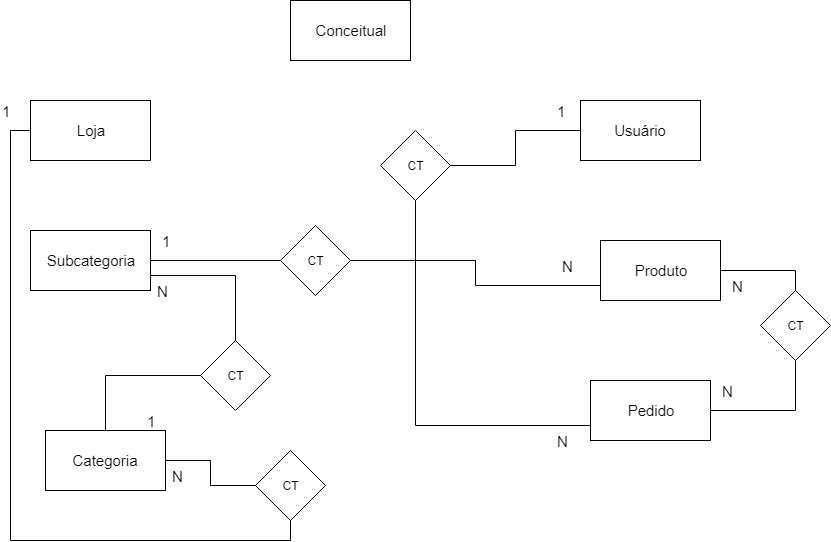 Conceitual
1
Loja
1
Usuário
CT
Subcategoria
1
CT
N
N
Produto
N
CT
CT
N
Pedido
N
1
Categoria
N
CT
N